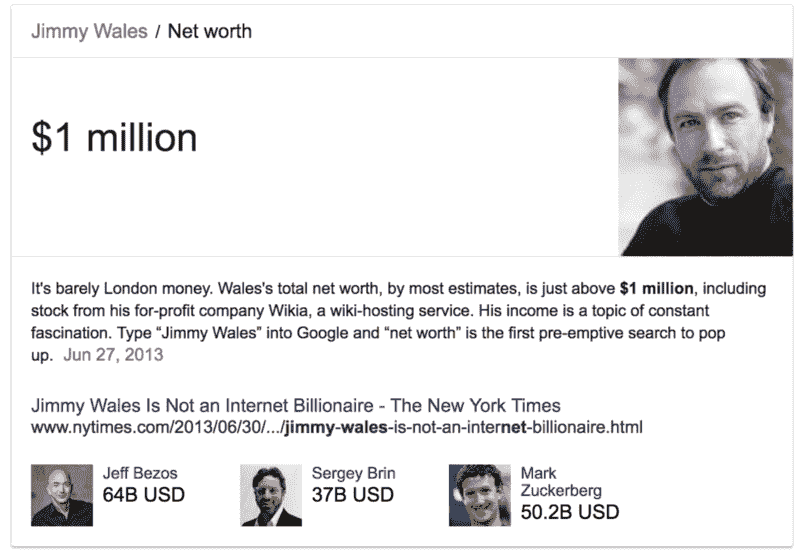 Jimmy Wales / Net worth
$1 million
It's barely London money. Wales's total net worth, by most estimates, is just above $1 million, including
stock from his for-profit company Wikia, a wiki-hosting service. His income is a topic of constant
fascination. Type “Jimmy Wales” into Google and “net worth” is the first pre-emptive search to pop
up. Jun 27, 2013
Jimmy Wales Is Not an Internet Billionaire - The New York Times
www.nytimes.com/2013/06/30/.../jimmy-wales-is-not-an-internet-billionaire.html
Jeff Bezos
64B USD
Sergey Brin
37B USD
Mark
Zuckerberg
50.2B USD